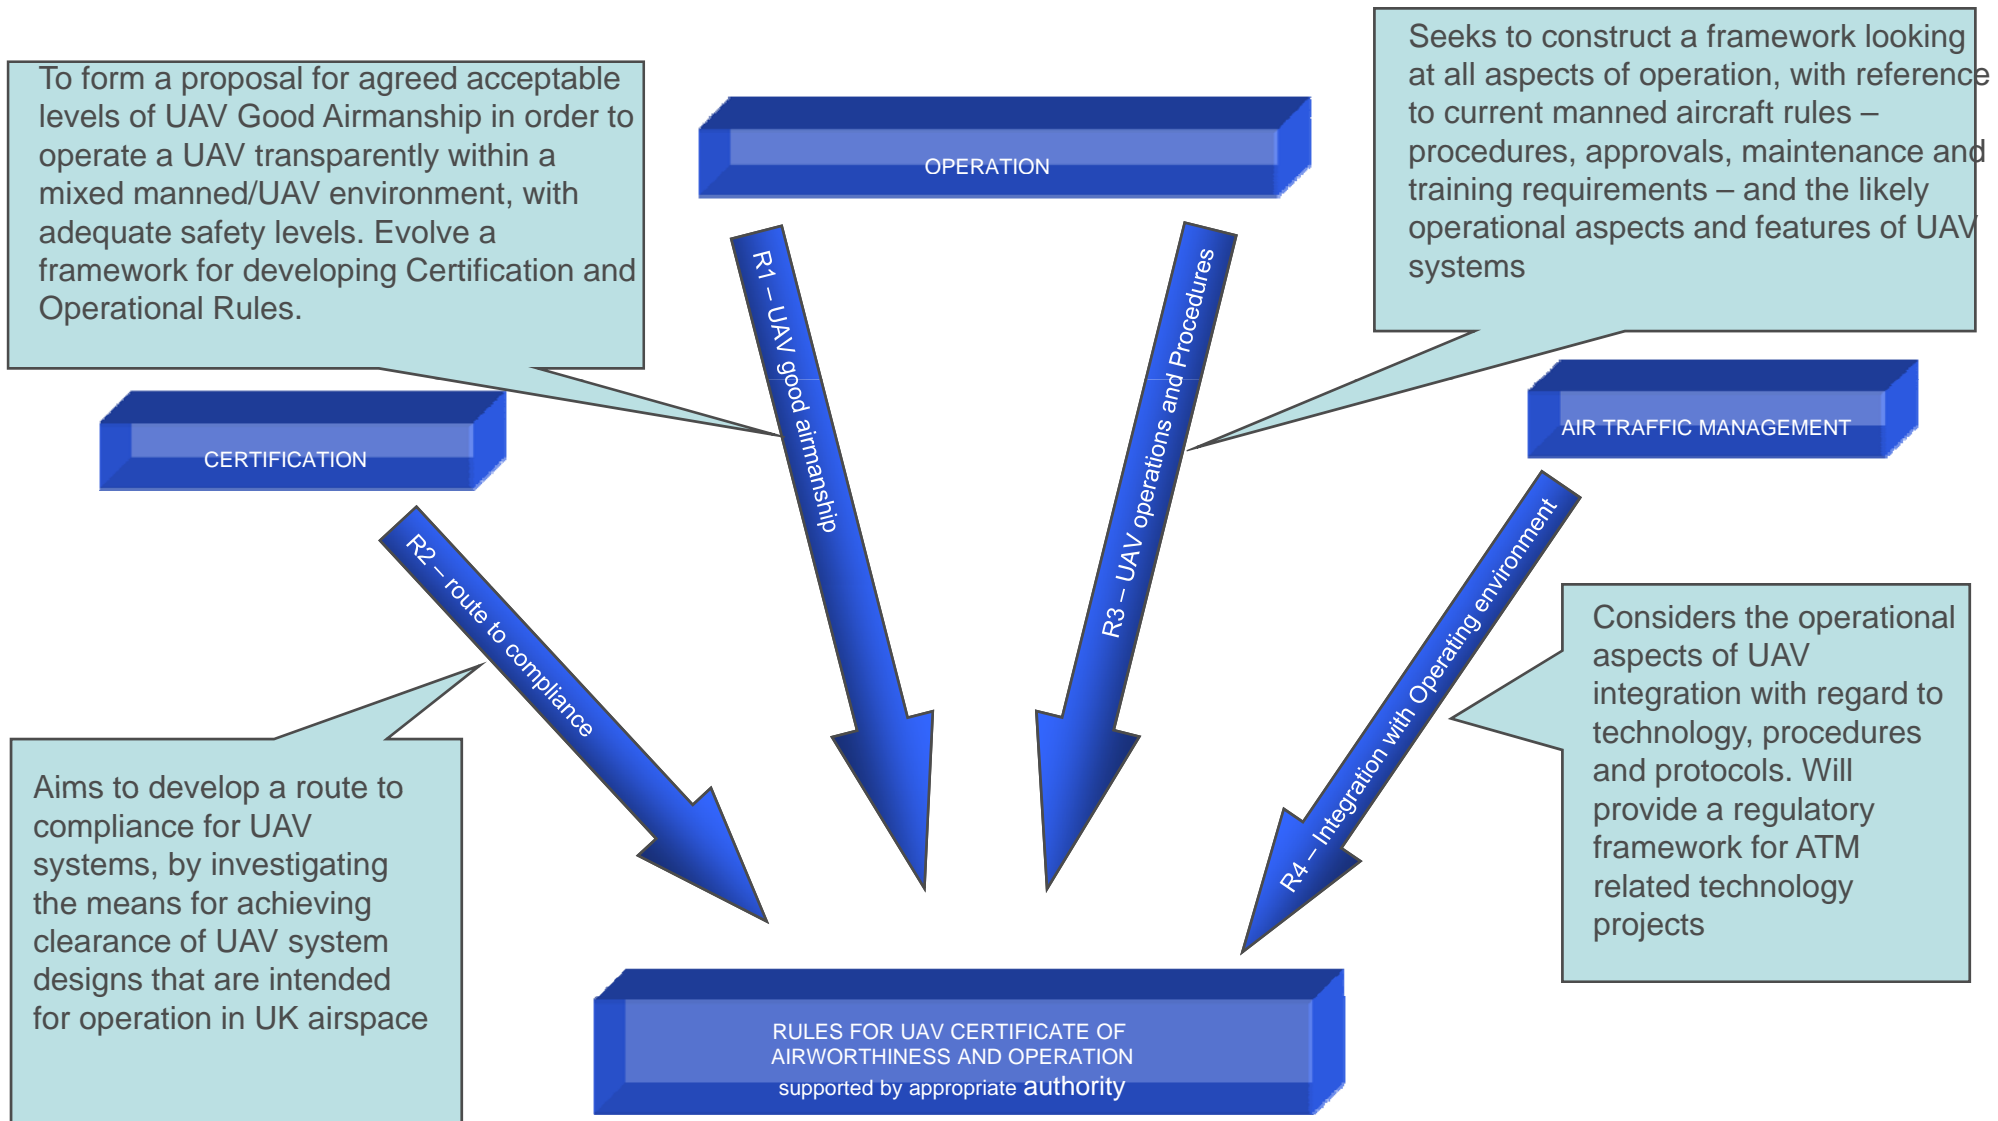 To form a proposal for agreed acceptable
levels of UAV Good Airmanship in order to
operate a UAV transparently within a
mixed manned/UAV environment, with
adequate safety levels. Evolve a
framework for developing Certification and
Operational Rules.
OPERATION
Seeks to construct a framework looking
at all aspects of operation, with reference
to current manned aircraft rules –
procedures, approvals, maintenance and
training requirements – and the likely
operational aspects and features of UAV
systems
CERTIFICATION
R1 – UAV good airmanship
R3 – UAV operations and Procedures
AIR TRAFFIC MANAGEMENT
R2 – route to compliance
R4 – Integration with Operating environment
Aims to develop a route to
compliance for UAV
systems, by investigating
the means for achieving
clearance of UAV system
designs that are intended
for operation in UK airspace
Considers the operational
aspects of UAV
integration with regard to
technology, procedures
and protocols. Will
provide a regulatory
framework for ATM
related technology
projects
RULES FOR UAV CERTIFICATE OF
AIRWORTHINESS AND OPERATION
supported by appropriate authority